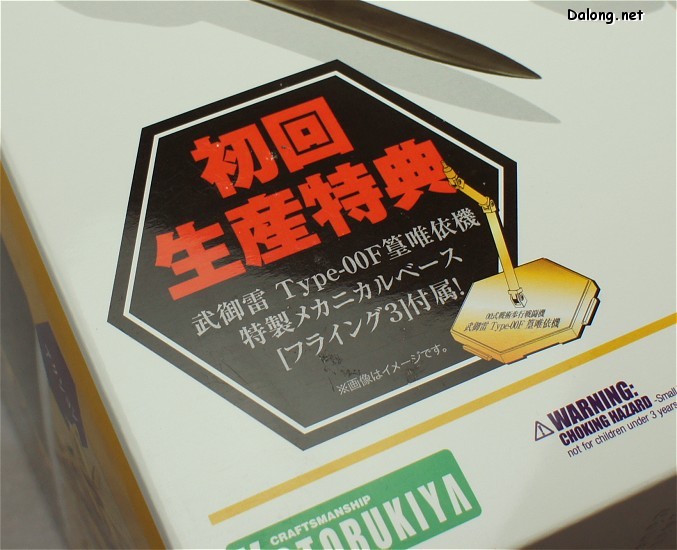 Dalong.net
初回
生産特典
武御雷 Type-00F 篁唯依機
特製メカニカルベース
[フライング3]付属!
※画像はイメージです。
00式戦術歩行戦闘機
武御雷 Type-00F 篁唯依機
WARNING:
CHOKING HAZARD -Small
not for children under 3 years
CRAFTSMANSHIP
KOTOBUKIYA